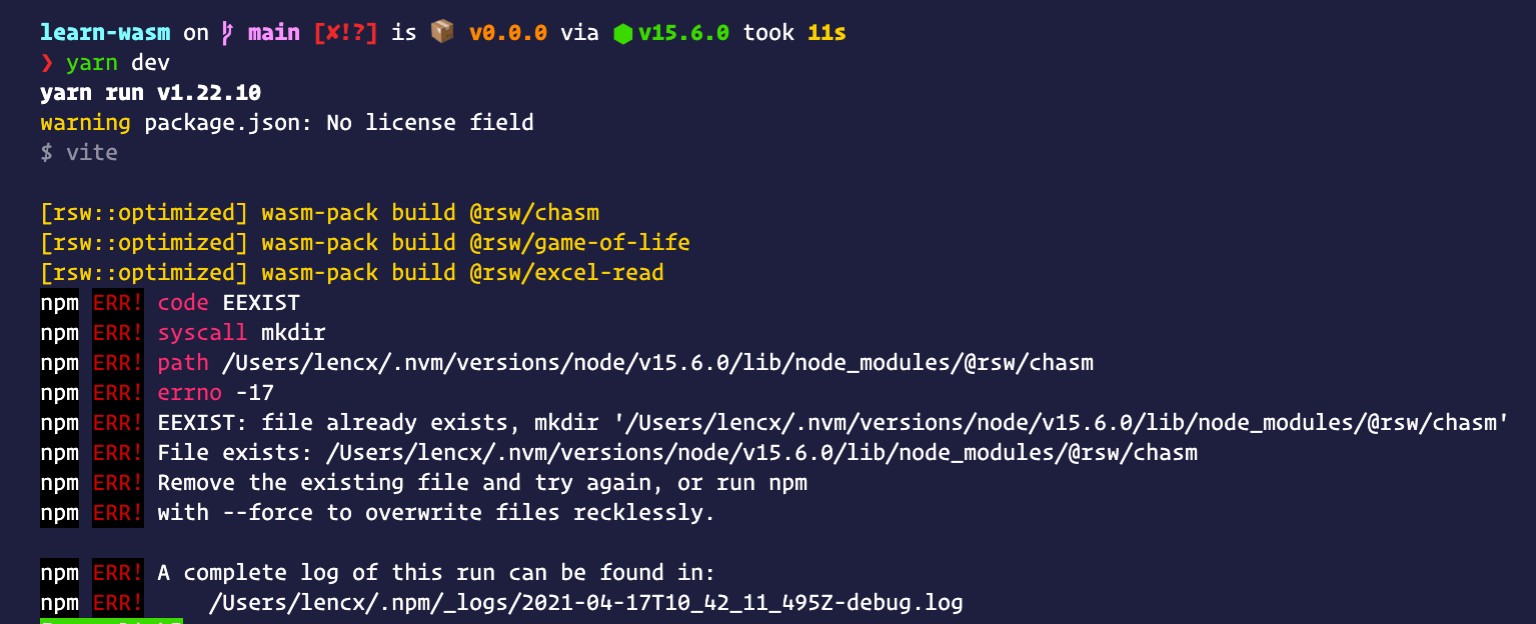 learn-wasm on main [✘!?] is 📦 v0.0.0 via ⬢ v15.6.0 took 11s
❯ yarn dev
yarn run v1.22.10
warning package.json: No license field
$ vite
[rsw::optimized] wasm-pack build @rsw/chasm
[rsw::optimized] wasm-pack build @rsw/game-of-life
[rsw::optimized] wasm-pack build @rsw/excel-read
npm ERR! code EEXIST
npm ERR! syscall mkdir
npm ERR! path /Users/lencx/.nvm/versions/node/v15.6.0/lib/node_modules/@rsw/chasm
npm ERR! errno -17
npm ERR! EEXIST: file already exists, mkdir '/Users/lencx/.nvm/versions/node/v15.6.0/lib/node_modules/@rsw/chasm'
npm ERR! File exists: /Users/lencx/.nvm/versions/node/v15.6.0/lib/node_modules/@rsw/chasm
npm ERR! Remove the existing file and try again, or run npm
npm ERR! with --force to overwrite files recklessly.
npm ERR! A complete log of this run can be found in:
npm ERR!     /Users/lencx/.npm/_logs/2021-04-17T10_42_11_495Z-debug.log